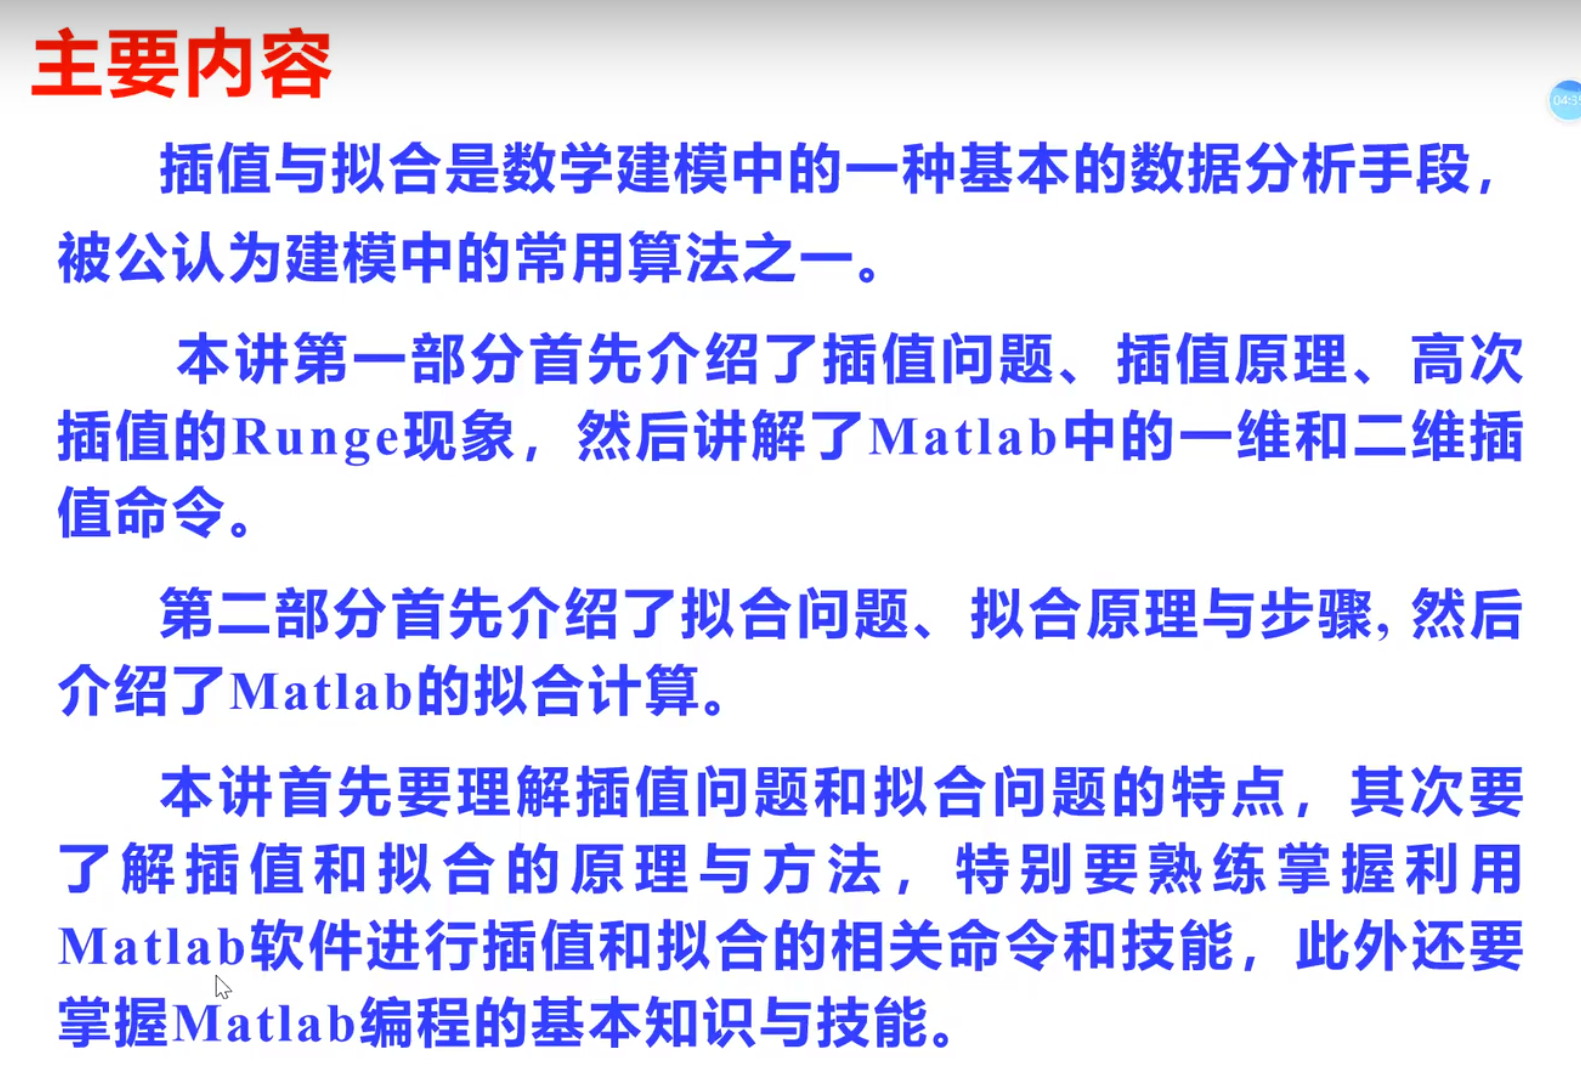 主要内容
插值与拟合是数学建模中的一种基本的数据分析手段，
被公认为建模中的常用算法之一。
本讲第一部分首先介绍了插值问题、插值原理、高次
插值的Runge现象，然后讲解了Matlab中的一维和二维插
值命令。
第二部分首先介绍了拟合问题、拟合原理与步骤, 然后
介绍了Matlab的拟合计算。
本讲首先要理解插值问题和拟合问题的特点，其次要
了解插值和拟合的原理与方法，特别要熟练掌握利用
Matlab软件进行插值和拟合的相关命令和技能，此外还要
掌握Matlab编程的基本知识与技能。